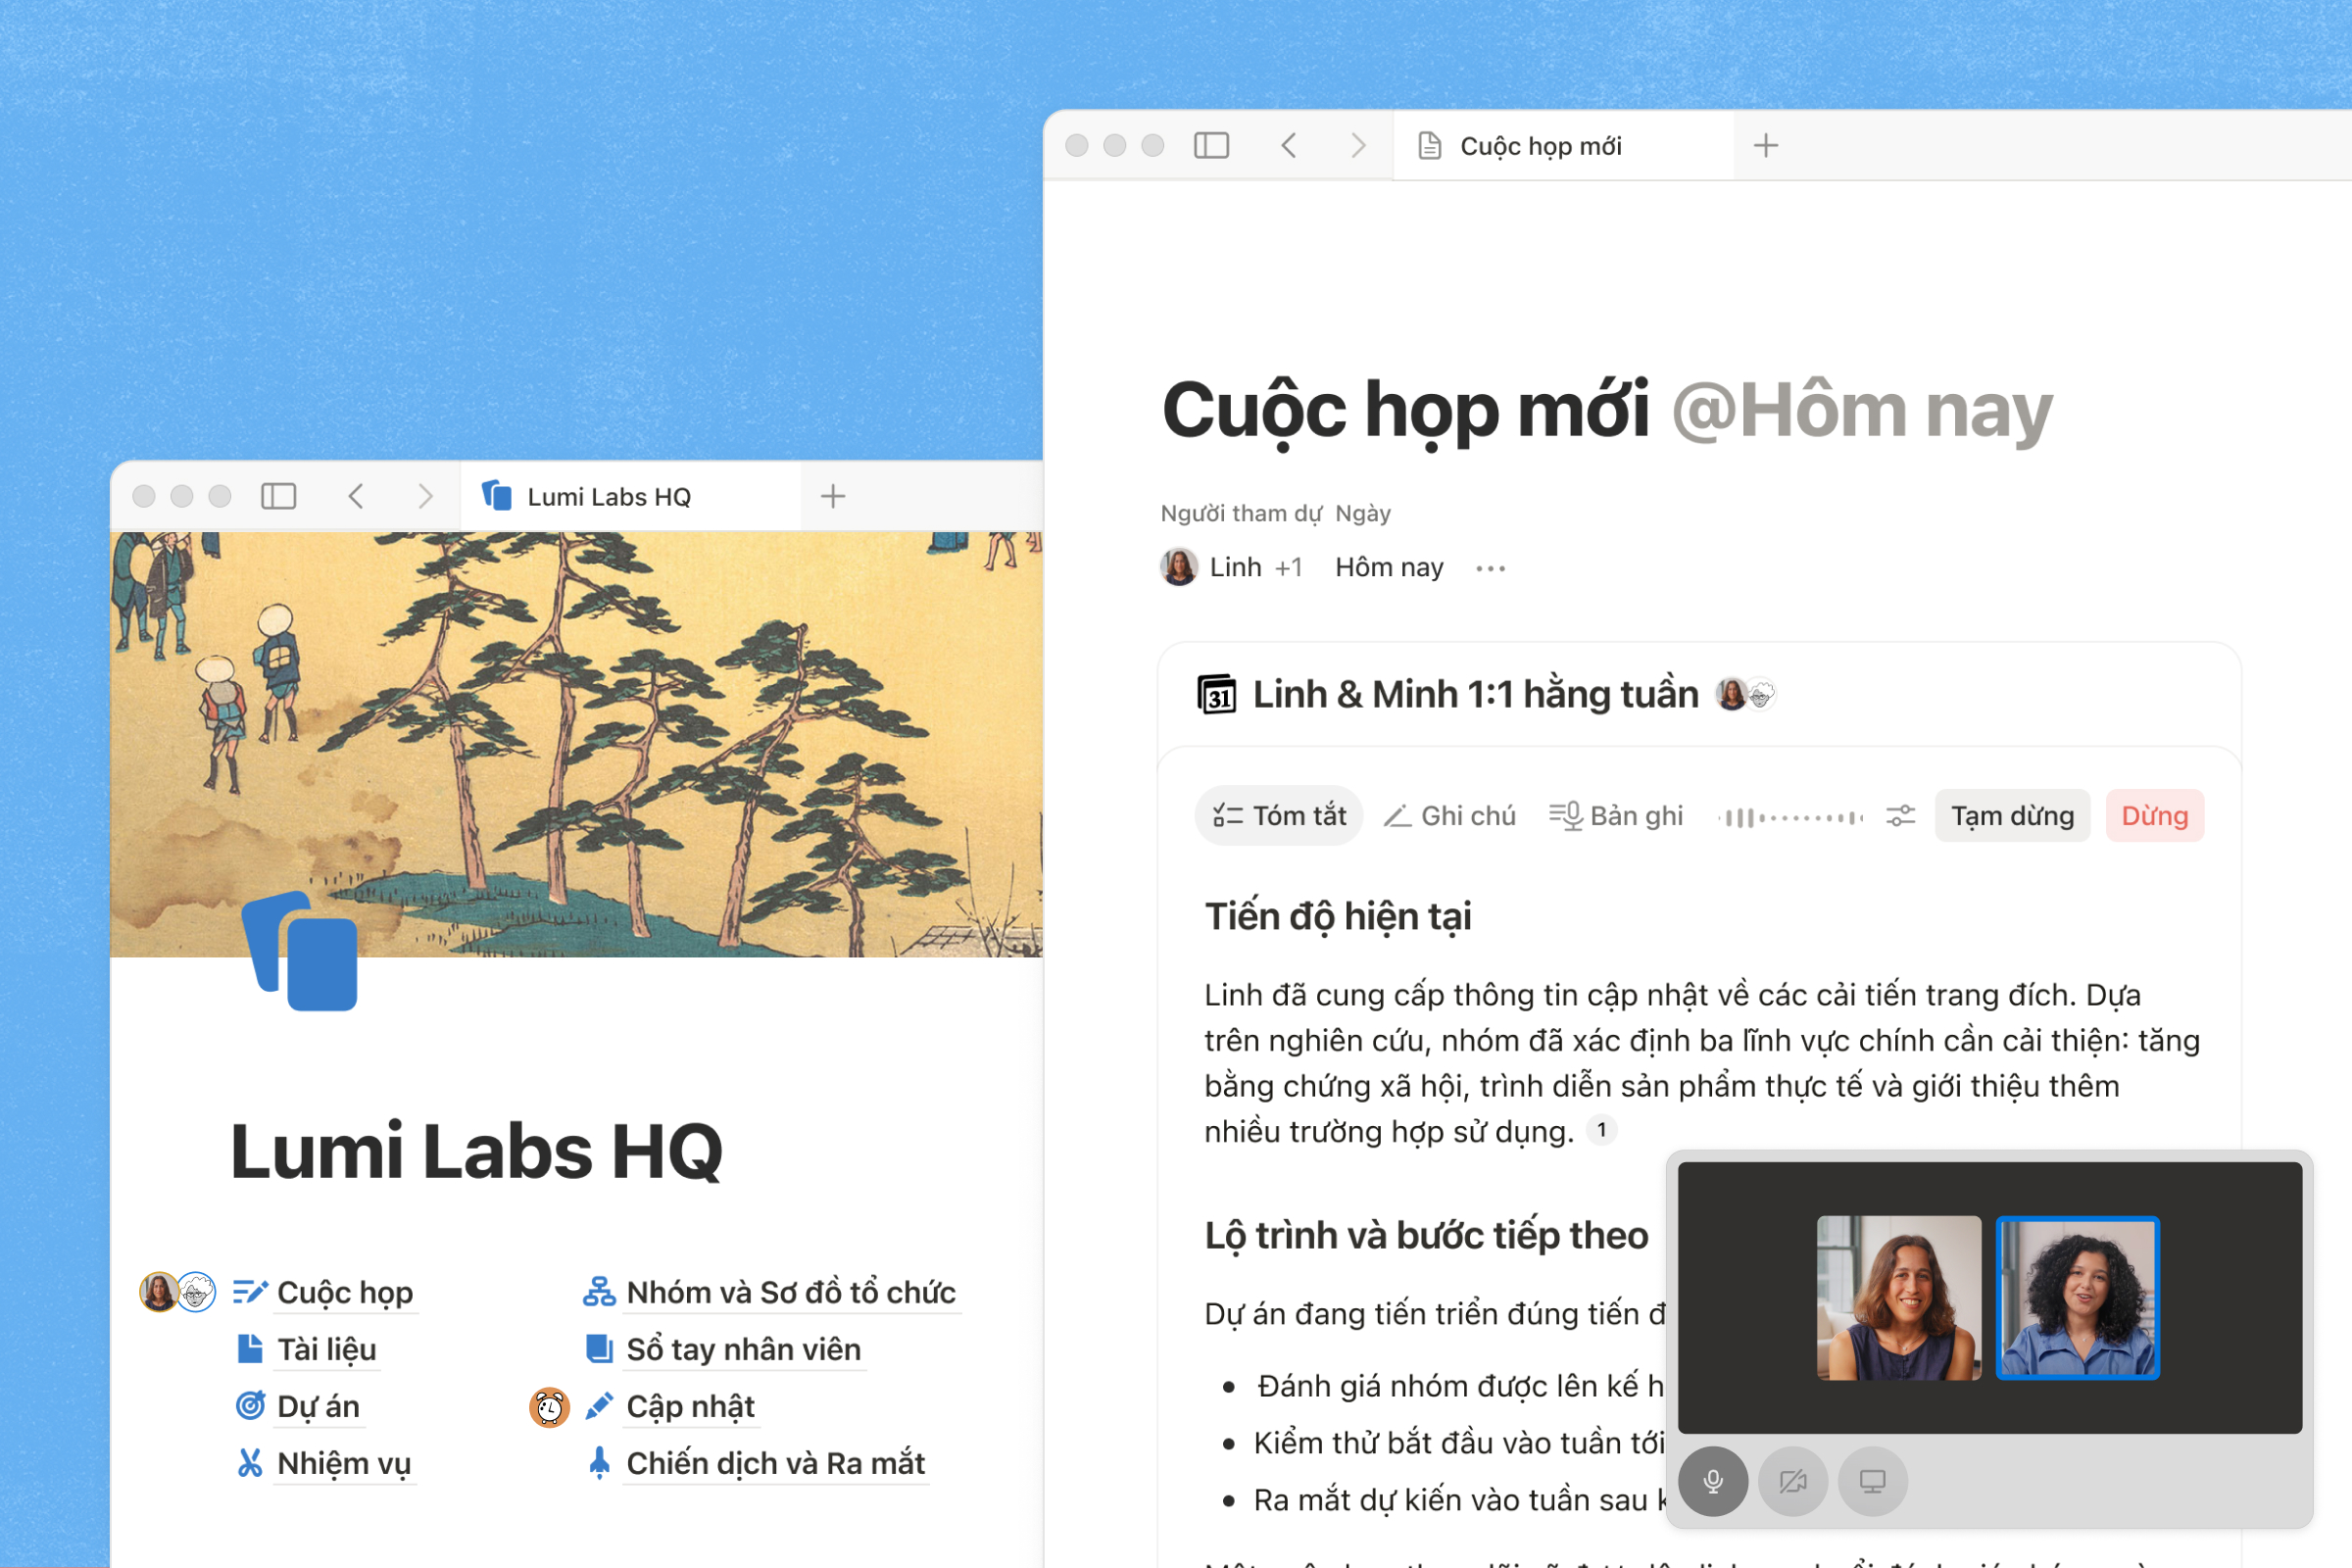 Lumi Labs HQ
Lumi Labs HQ
Cuộc họp
Tài liệu
Dự án
Nhiệm vụ
Nhóm và Sơ đồ tổ chức
Sổ tay nhân viên
Cập nhật
Chiến dịch và Ra mắt
Cuộc họp mới
Cuộc họp mới @Hôm nay
Người tham dự Ngày
Linh +1 Hôm nay
31 Linh & Minh 1:1 hằng tuần
Tóm tắt Ghi chú Bản ghi Tạm dừng Dừng
Tiến độ hiện tại
Linh đã cung cấp thông tin cập nhật về các cải tiến trang đích. Dựa
trên nghiên cứu, nhóm đã xác định ba lĩnh vực chính cần cải thiện: tăng
bằng chứng xã hội, trình diễn sản phẩm thực tế và giới thiệu thêm
nhiều trường hợp sử dụng. 1
Lộ trình và bước tiếp theo
Dự án đang tiến triển đúng tiến
Đánh giá nhóm được lên kế
Kiểm thử bắt đầu vào tuần tới
Ra mắt dự kiến vào tuần sau